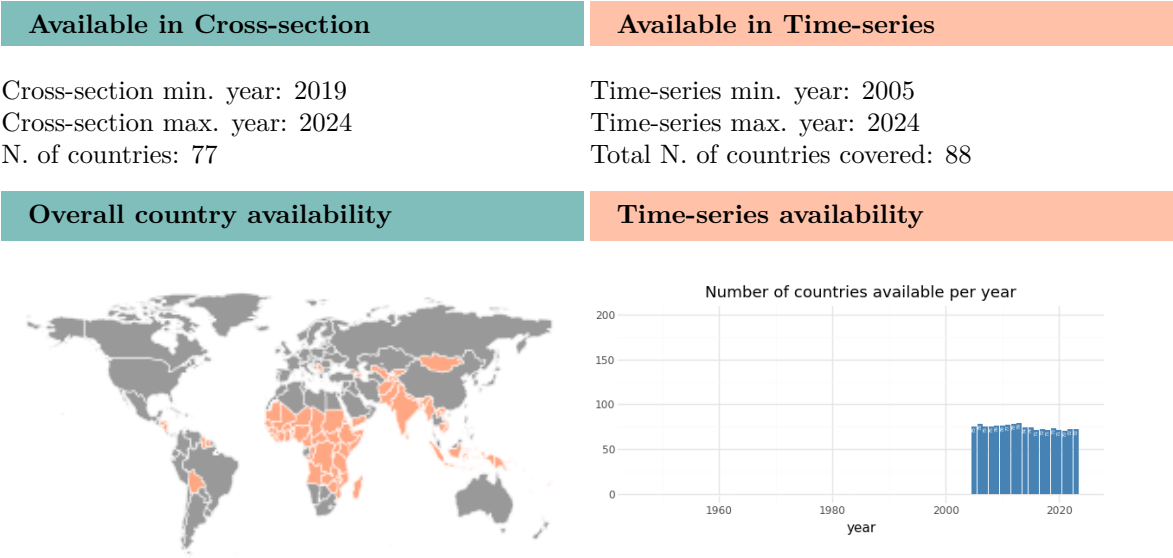 Available in Cross-section
Available in Time-series
Cross-section min. year: 2019
Cross-section max. year: 2024
N. of countries: 77
Time-series min. year: 2005
Time-series max. year: 2024
Total N. of countries covered: 88
Overall country availability
Time-series availability
Number of countries available per year
200
150
100
50
0
1960
1980
2000
2020
year